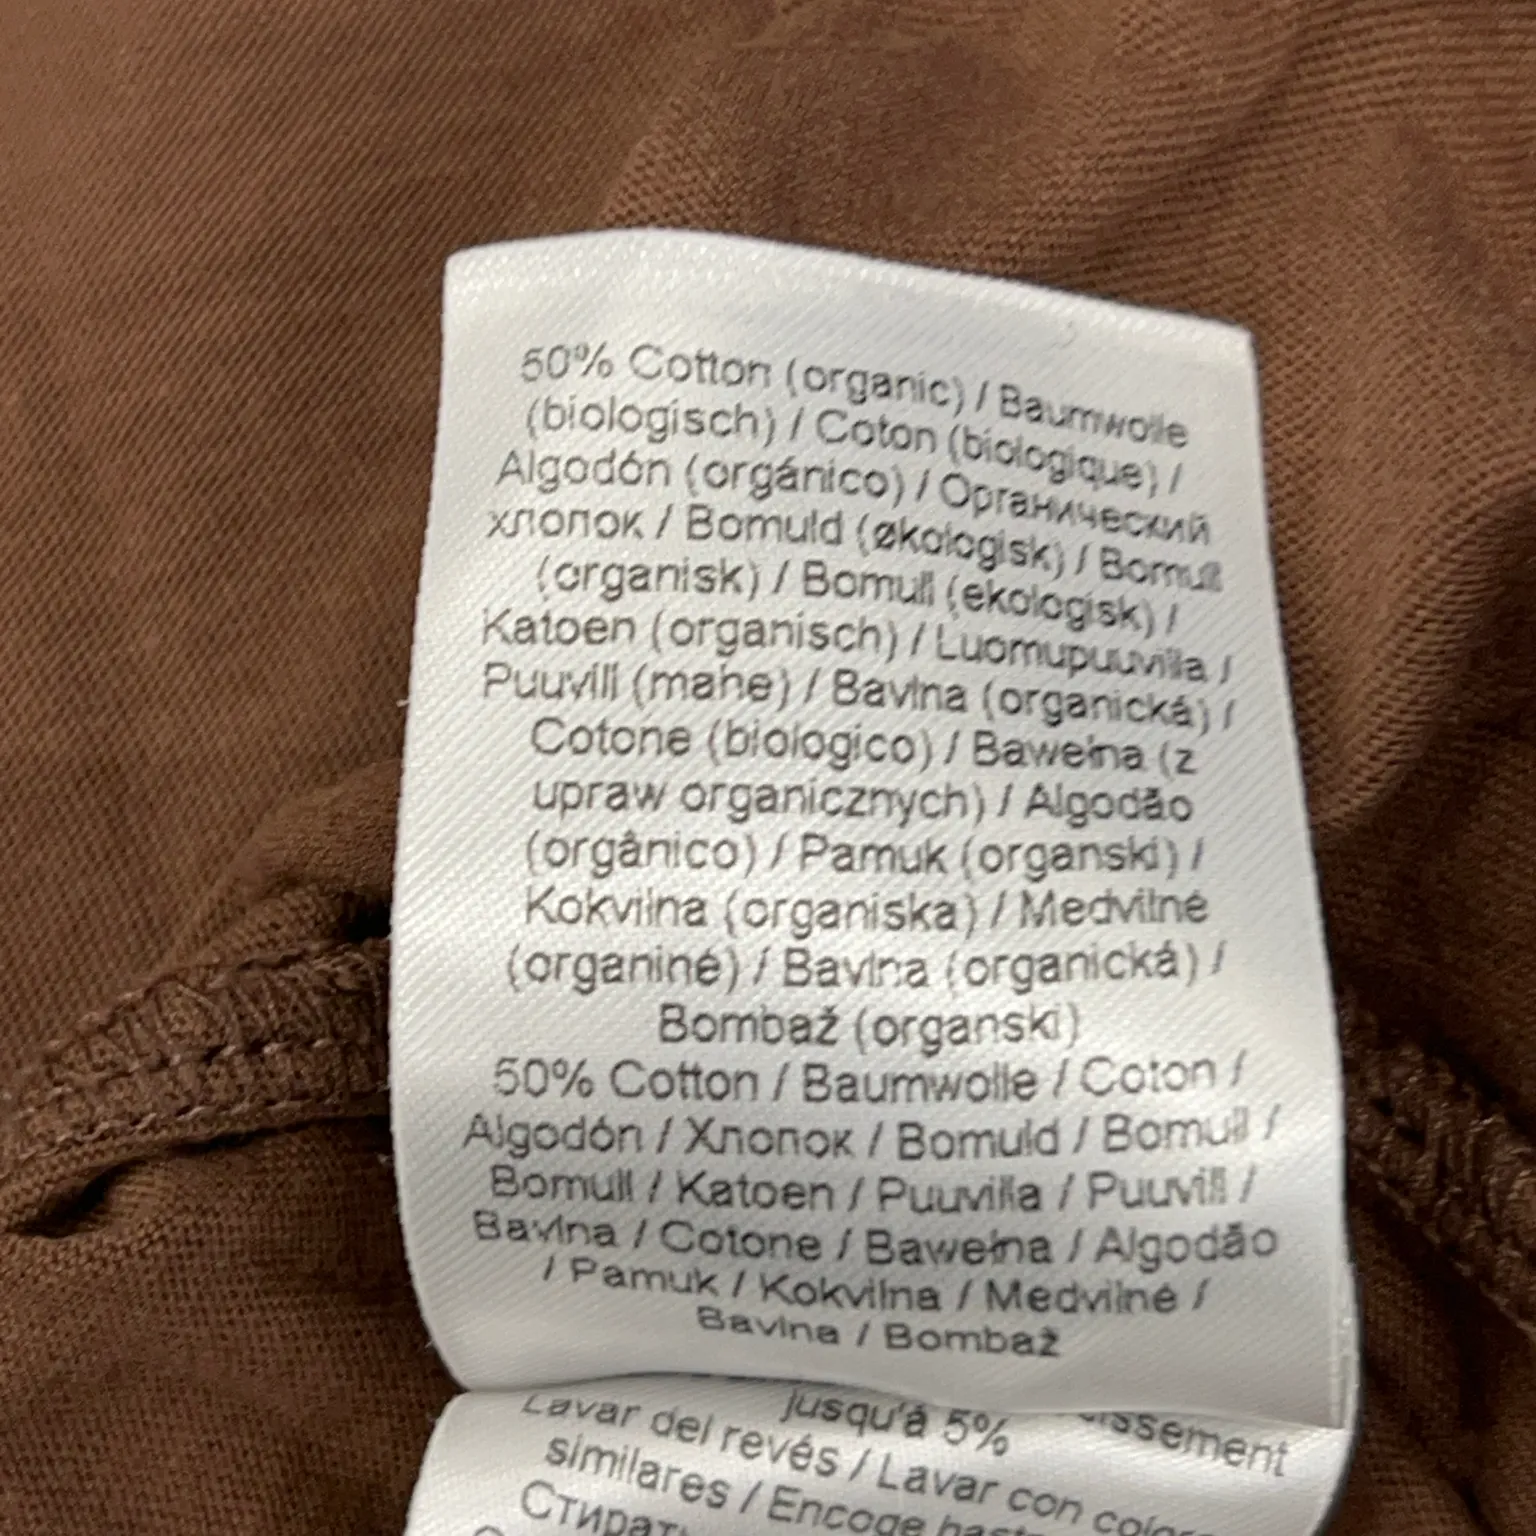 50% Cotton (organic) / Baumwolle
(biologisch) / Coton (biologique) /
Algodón (orgánico) / Органический
хлопок / Bomuld (økologisk) / Bomull
(organisk) / Bomull (ekologisk) /
Katoen (organisch) / Luomupuuvilla /
Puuvill (mahe) / Bavlna (organická) /
Cotone (biologico) / Bawełna (z
upraw organicznych) / Algodão
(orgânico) / Pamuk (organski) /
Kokvilna (organiska) / Medvilnė
(organinė) / Bavlna (organická) /
Bombaž (organski)
50% Cotton / Baumwolle / Coton /
Algodón / Хлопок / Bomuld / Bomull /
Bomull / Katoen / Puuvilla / Puuvill /
Bavlna / Cotone / Bawełna / Algodão
/ Pamuk / Kokvilna / Medvilnė /
Bavlna / Bombaž
jusqu'à 5%
Lavar del revés / Lavar con
similares / Encoge